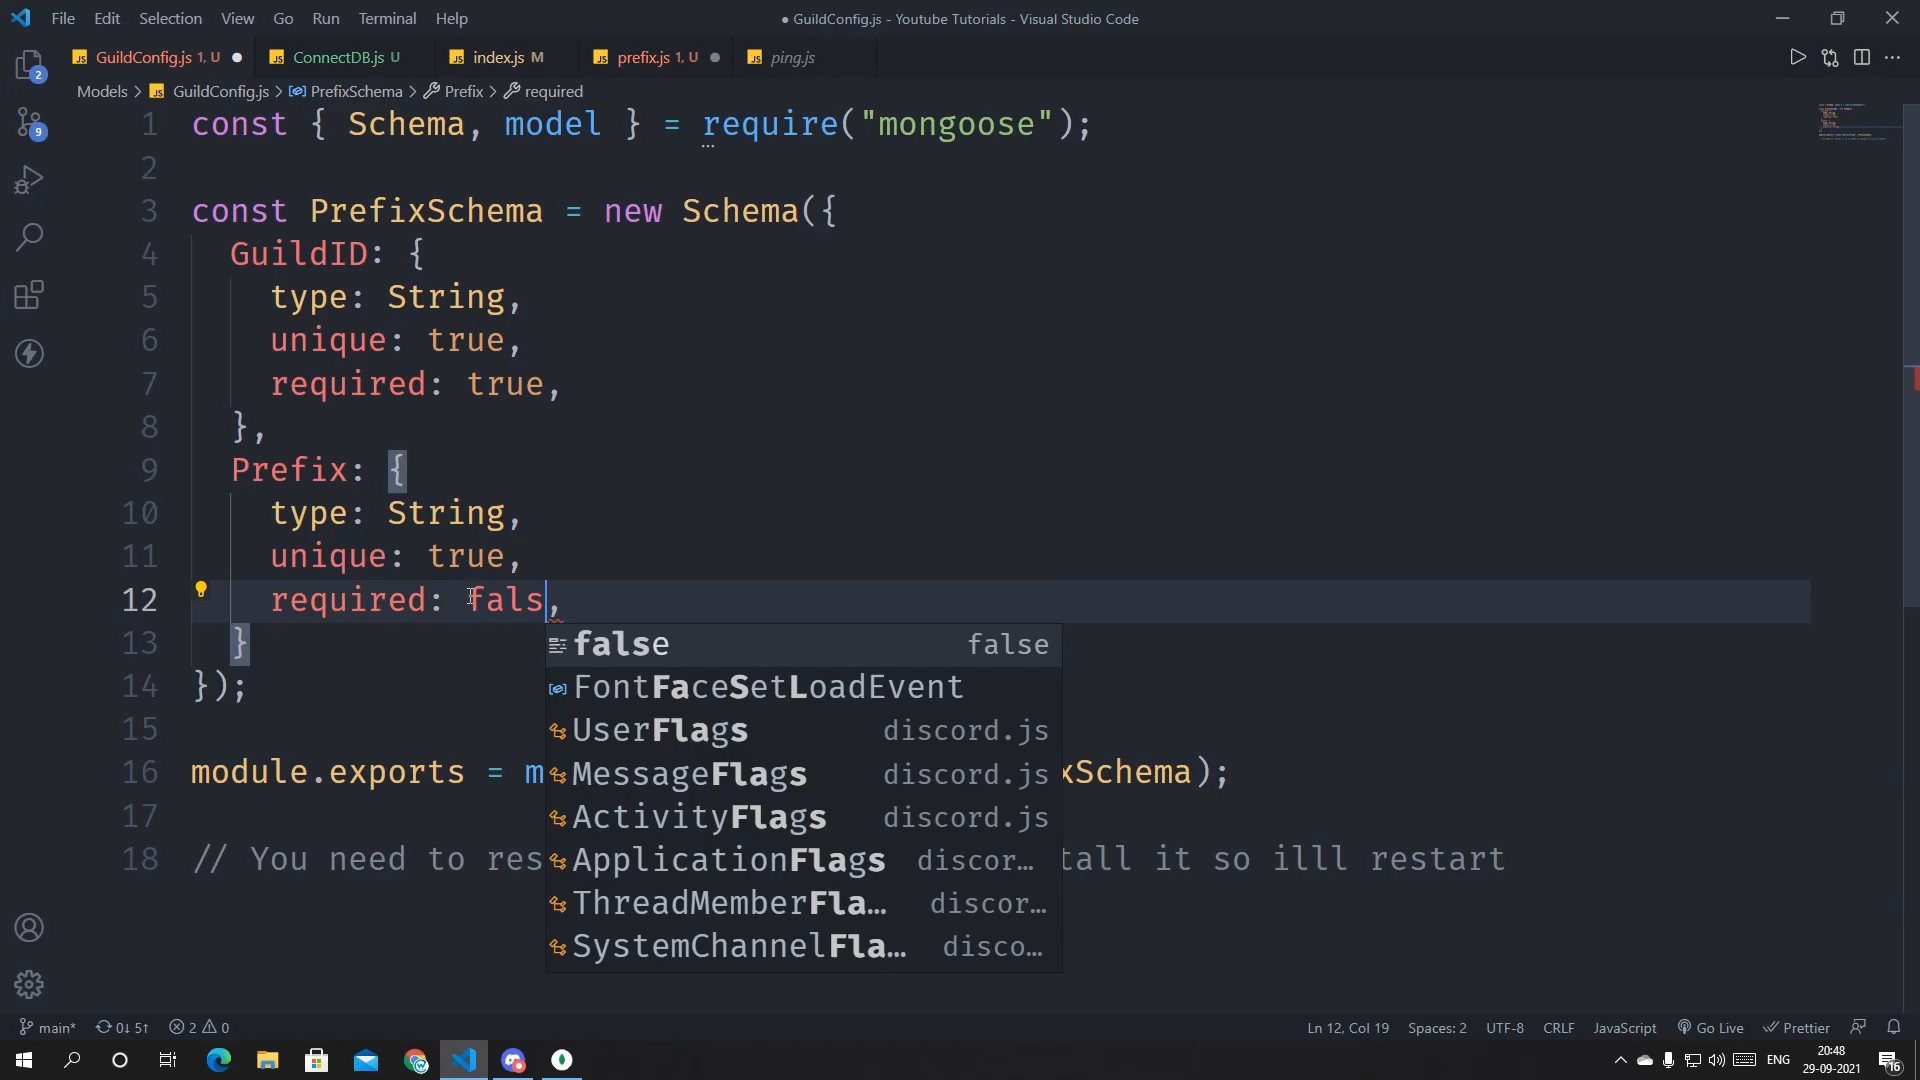 File Edit Selection View Go Run Terminal Help
● GuildConfig.js - Youtube Tutorials - Visual Studio Code
GuildConfig.js 1, U ConnectDB.js U index.js M prefix.js 1, U ping.js
Models > GuildConfig.js > PrefixSchema > Prefix > required
1 const { Schema, model } = require("mongoose");
2
3 const PrefixSchema = new Schema({
4 GuildID: {
5 type: String,
6 unique: true,
7 required: true,
8 },
9 Prefix: {
10 type: String,
11 unique: true,
12 required: fals,
13 }
14 });
15
16 module.exports = m xSchema);
17
18 // You need to res tall it so illl restart
false false
FontFaceSetLoadEvent
UserFlags discord.js
MessageFlags discord.js
ActivityFlags discord.js
ApplicationFlags discor…
ThreadMemberFla… discor…
SystemChannelFla… disco…
2
9
main* 0↓ 5↑ 2 0
Ln 12, Col 19 Spaces: 2 UTF-8 CRLF JavaScript Go Live Prettier
ENG
20:48
29-09-2021
16